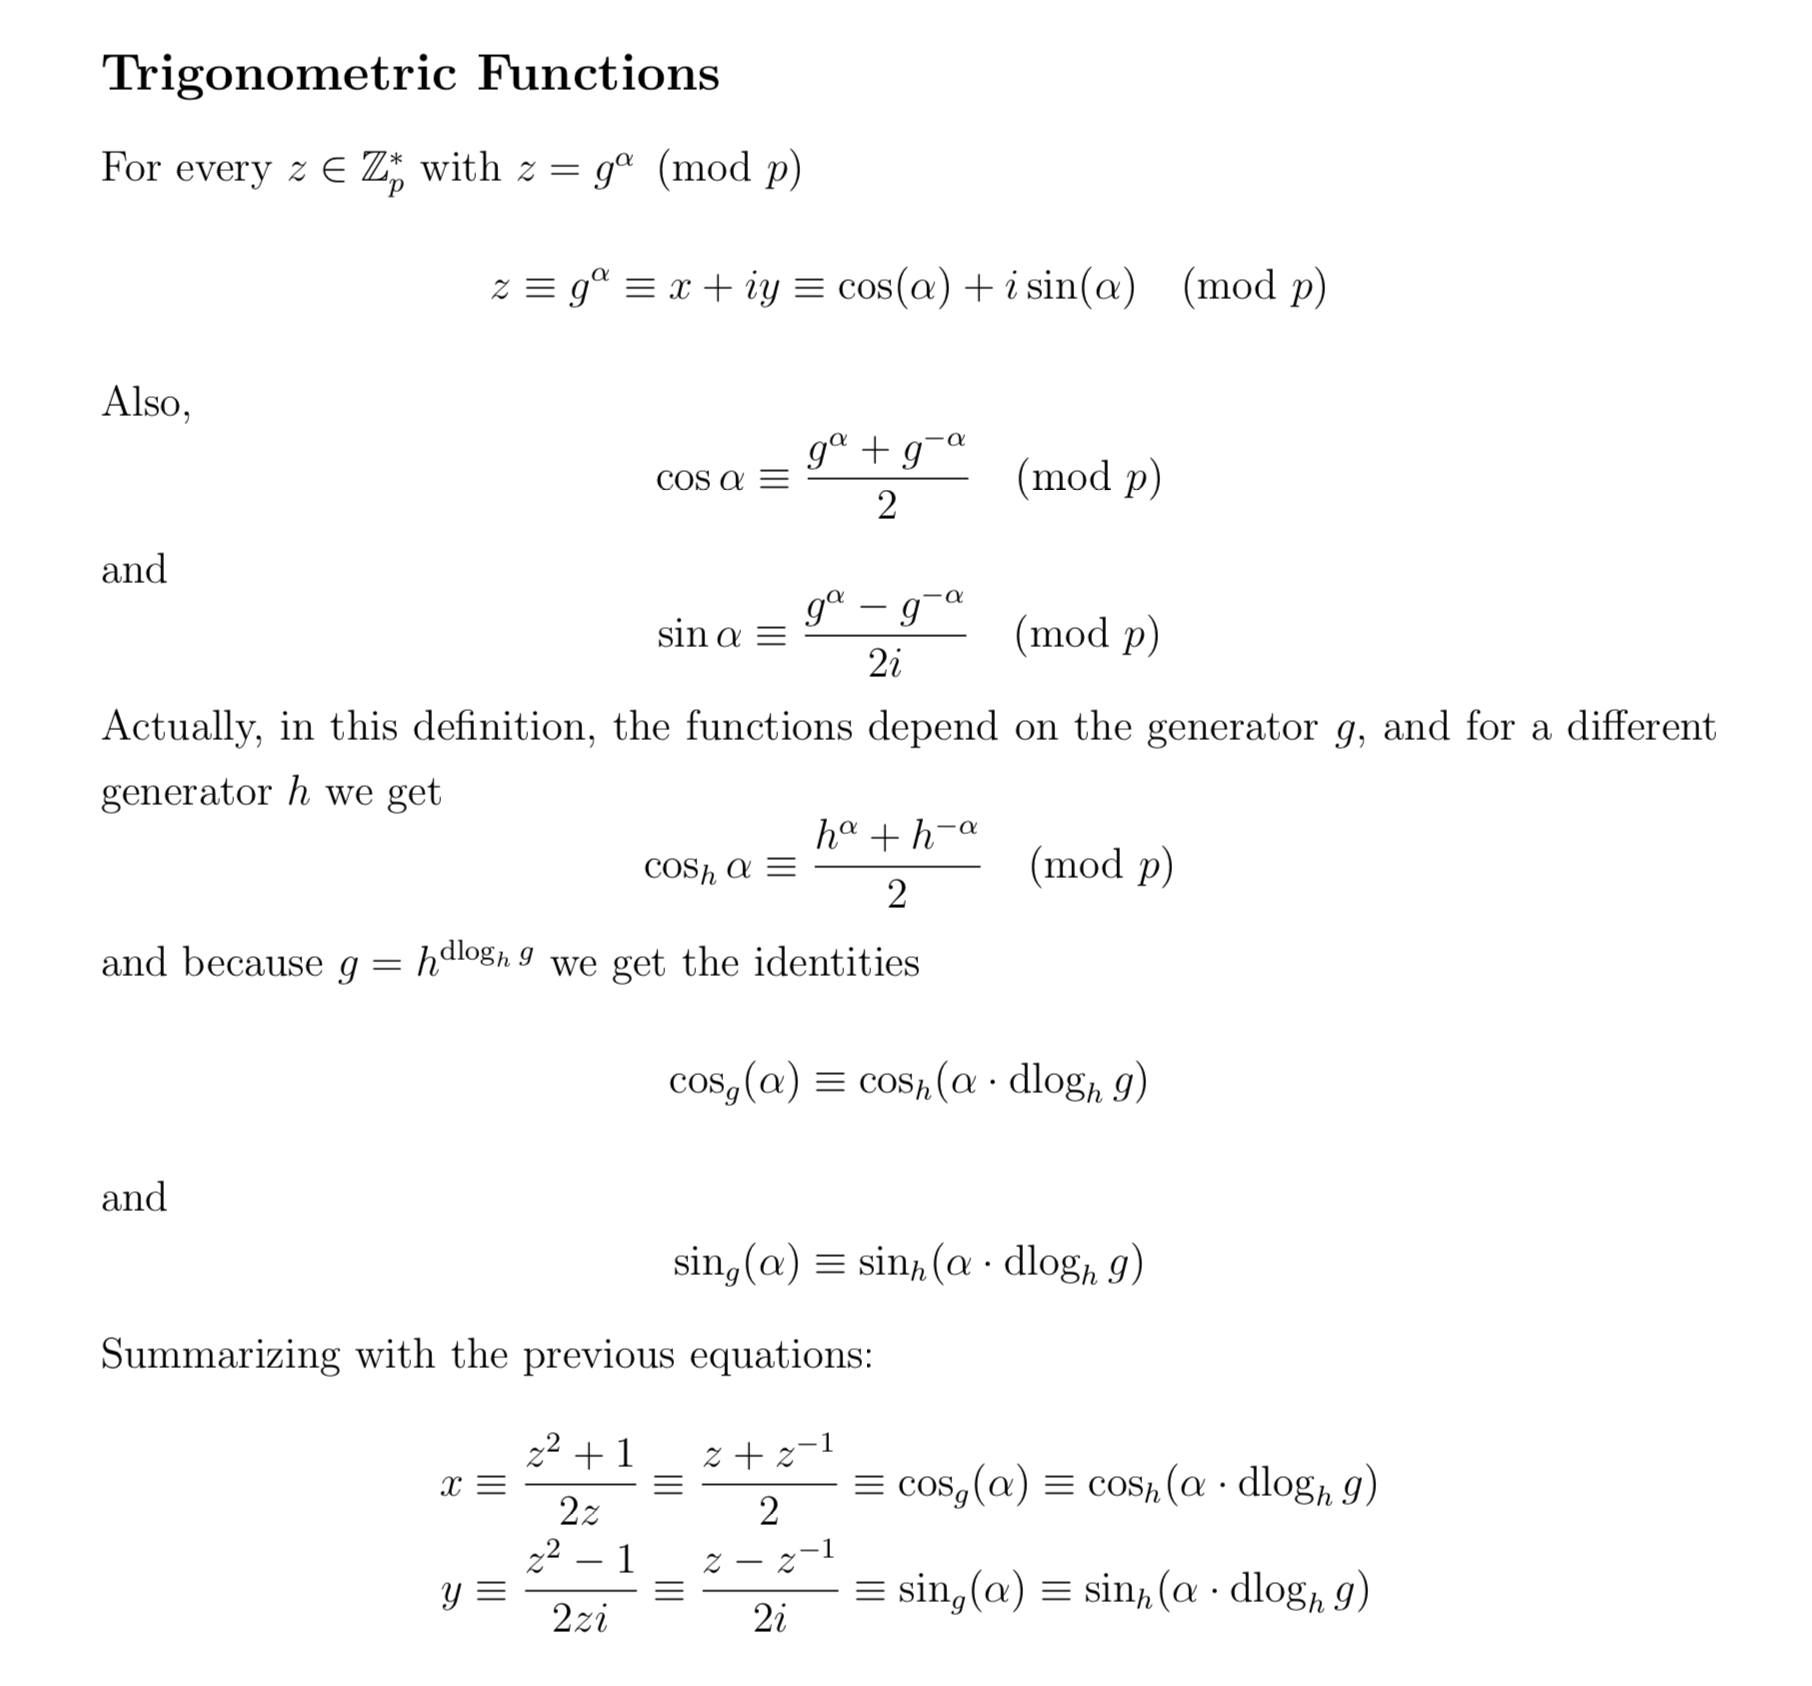 Trigonometric Functions
For every $z \in \mathbb{Z}_p^*$ with $z = g^\alpha \pmod{p}$
$z \equiv g^\alpha \equiv x + iy \equiv \cos(\alpha) + i \sin(\alpha) \pmod{p}$
Also,
$\cos \alpha \equiv \frac{g^\alpha + g^{-\alpha}}{2} \pmod{p}$
and
$\sin \alpha \equiv \frac{g^\alpha - g^{-\alpha}}{2i} \pmod{p}$
Actually, in this definition, the functions depend on the generator $g$, and for a different
generator $h$ we get
$\cos_h \alpha \equiv \frac{h^\alpha + h^{-\alpha}}{2} \pmod{p}$
and because $g = h^{\text{dlog}_h g}$ we get the identities
$\cos_g(\alpha) \equiv \cos_h(\alpha \cdot \text{dlog}_h g)$
and
$\sin_g(\alpha) \equiv \sin_h(\alpha \cdot \text{dlog}_h g)$
Summarizing with the previous equations:
$x \equiv \frac{z^2 + 1}{2z} \equiv \frac{z + z^{-1}}{2} \equiv \cos_g(\alpha) \equiv \cos_h(\alpha \cdot \text{dlog}_h g)$
$y \equiv \frac{z^2 - 1}{2zi} \equiv \frac{z - z^{-1}}{2i} \equiv \sin_g(\alpha) \equiv \sin_h(\alpha \cdot \text{dlog}_h g)$